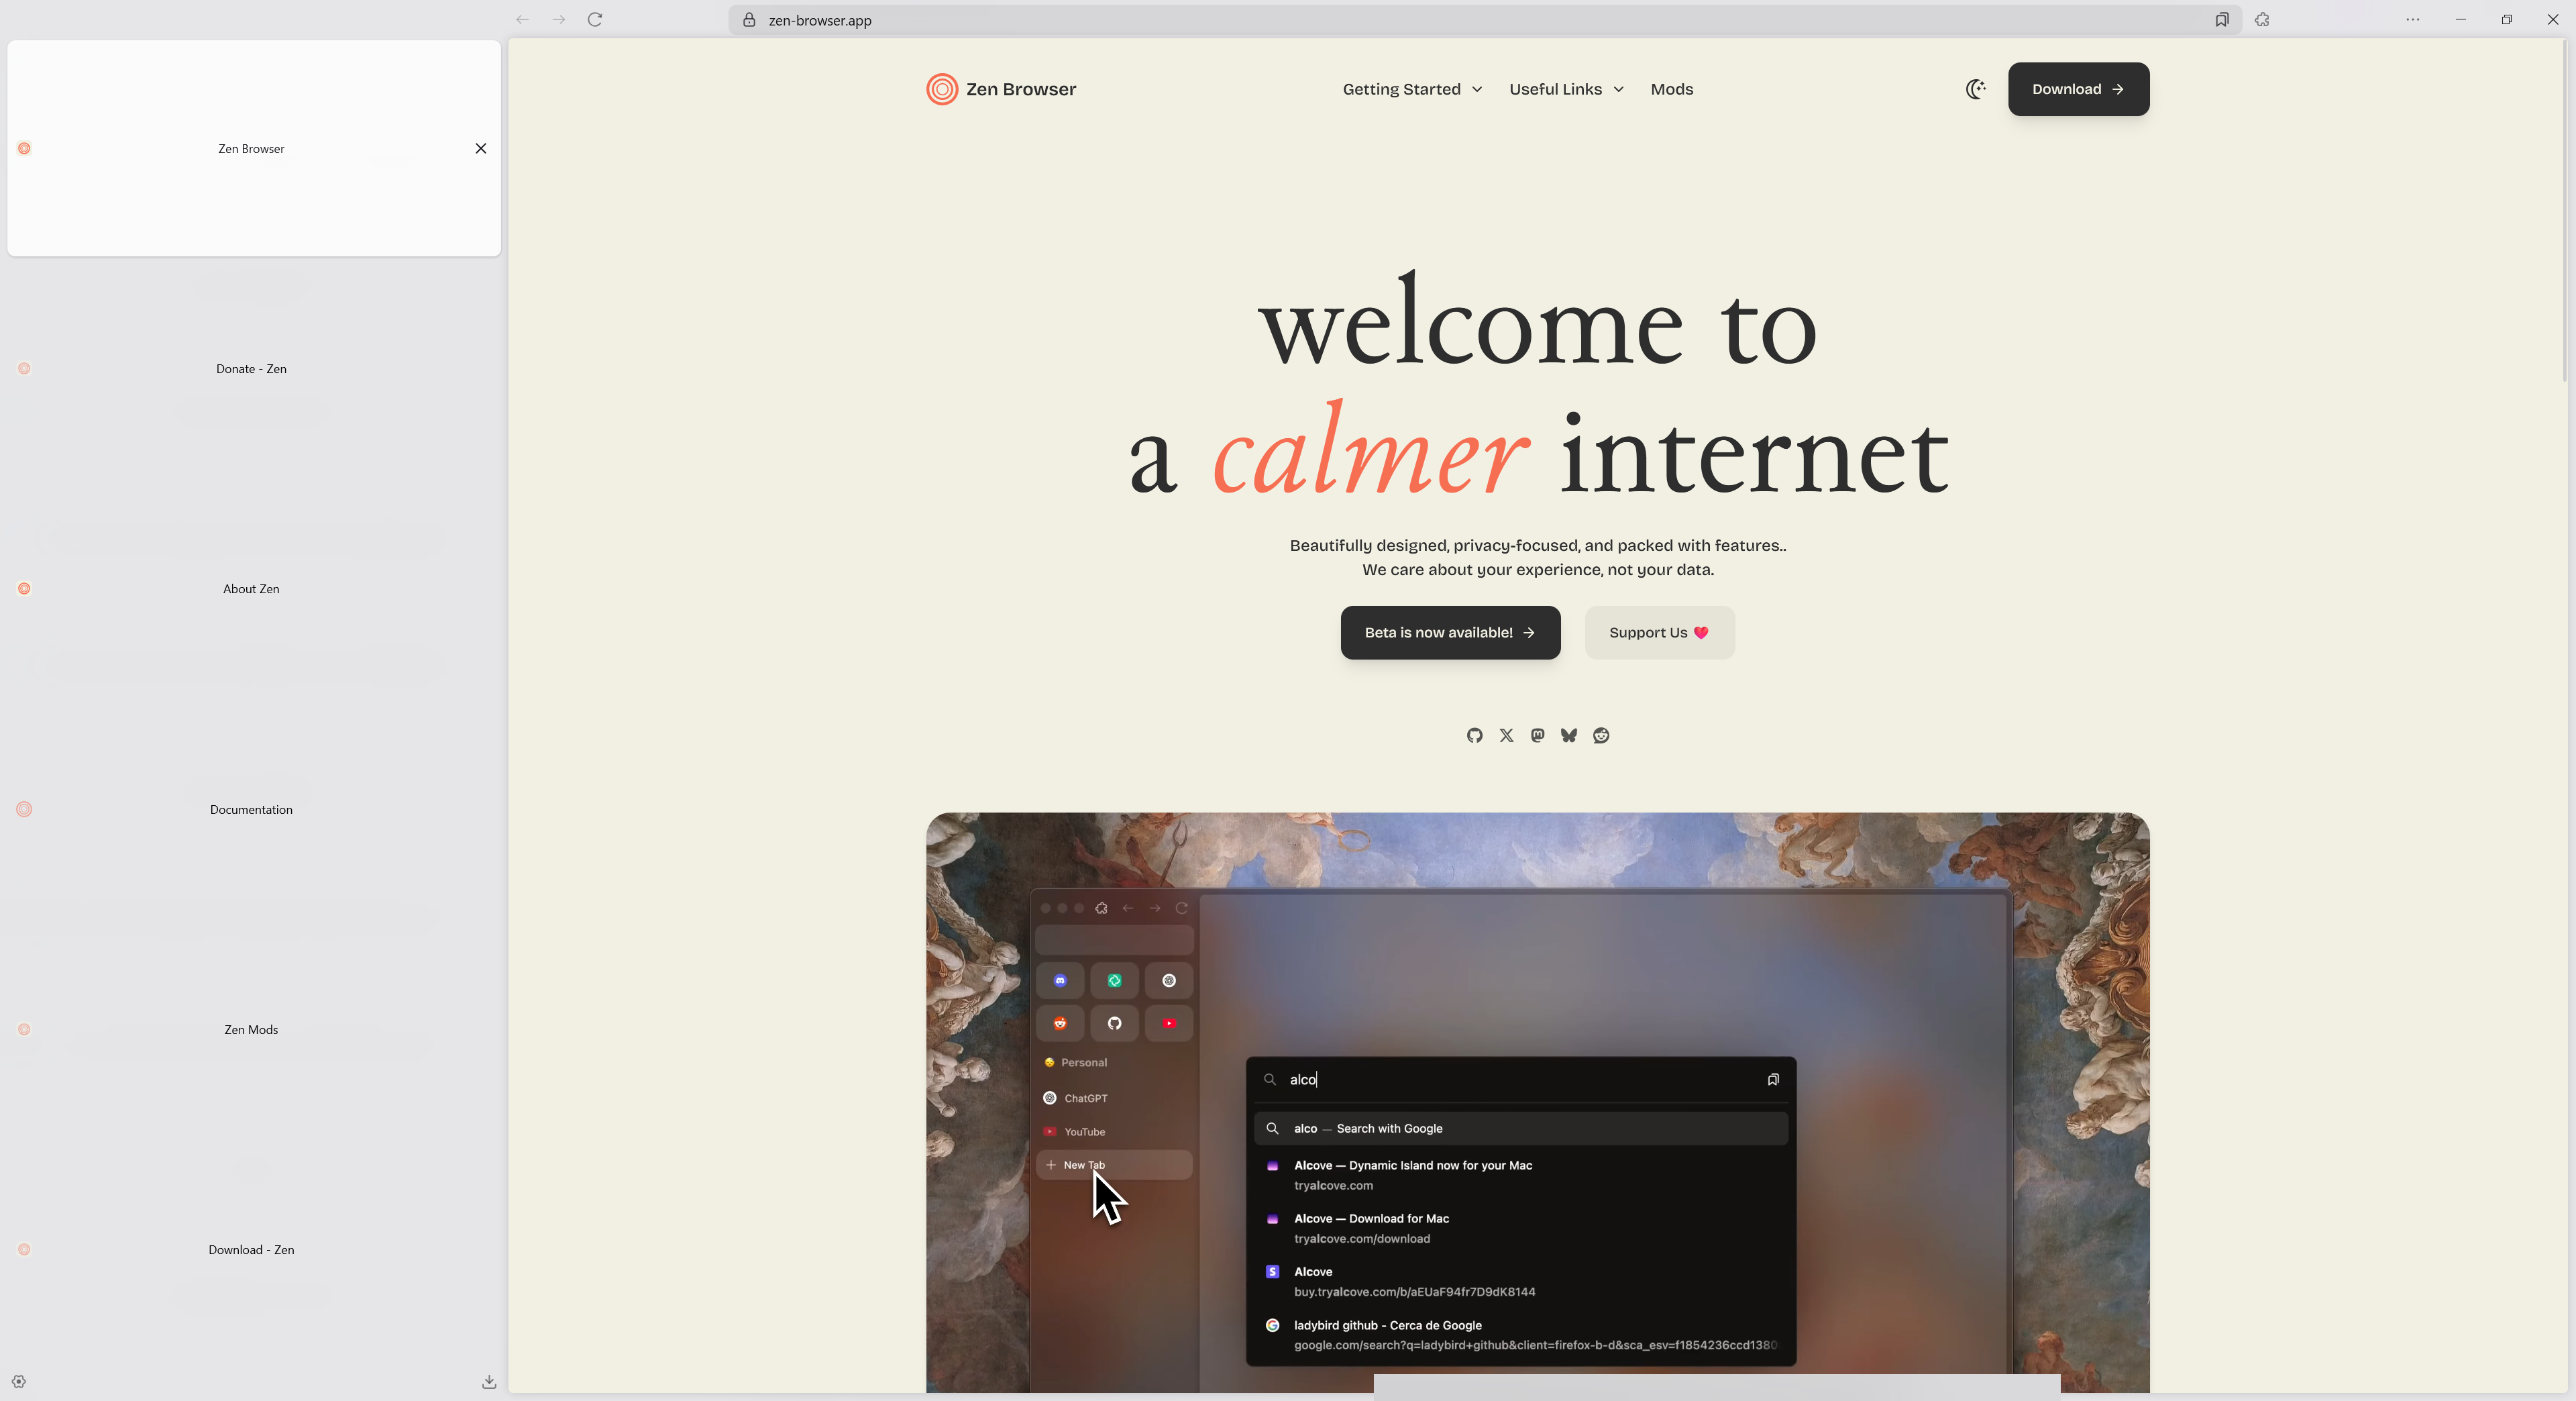 zen-browser.app
Zen Browser
Donate - Zen
About Zen
Documentation
Zen Mods
Download - Zen
Zen Browser
Getting Started
Useful Links
Mods
Download →
welcome to
a calmer internet
Beautifully designed, privacy-focused, and packed with features..
We care about your experience, not your data.
Beta is now available! →
Support Us ❤
Personal
ChatGPT
YouTube
New Tab
alco
alco — Search with Google
Alcove — Dynamic Island now for your Mac
tryalcove.com
Alcove — Download for Mac
tryalcove.com/download
Alcove
buy.tryalcove.com/b/aEUaF94fr7D9dK8144
ladybird github - Cerca de Google
google.com/search?q=ladybird+github&client=firefox-b-d&sca_esv=f1854236ccd1380